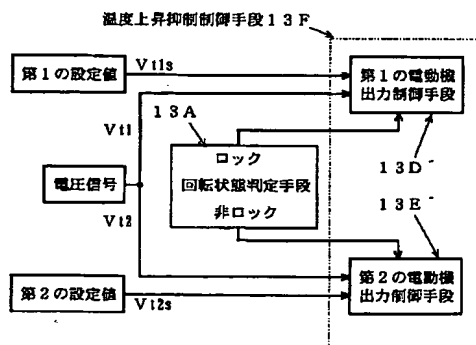 温度上昇抑制制御手段13F
第1の設定値
Vt1s
第1の電動機
出力制御手段
Vt1
13A
ロック
回転状態判定手段
非ロック
13D
電圧信号
13E
Vt2
第2の電動機
出力制御手段
第2の設定値
Vt2s